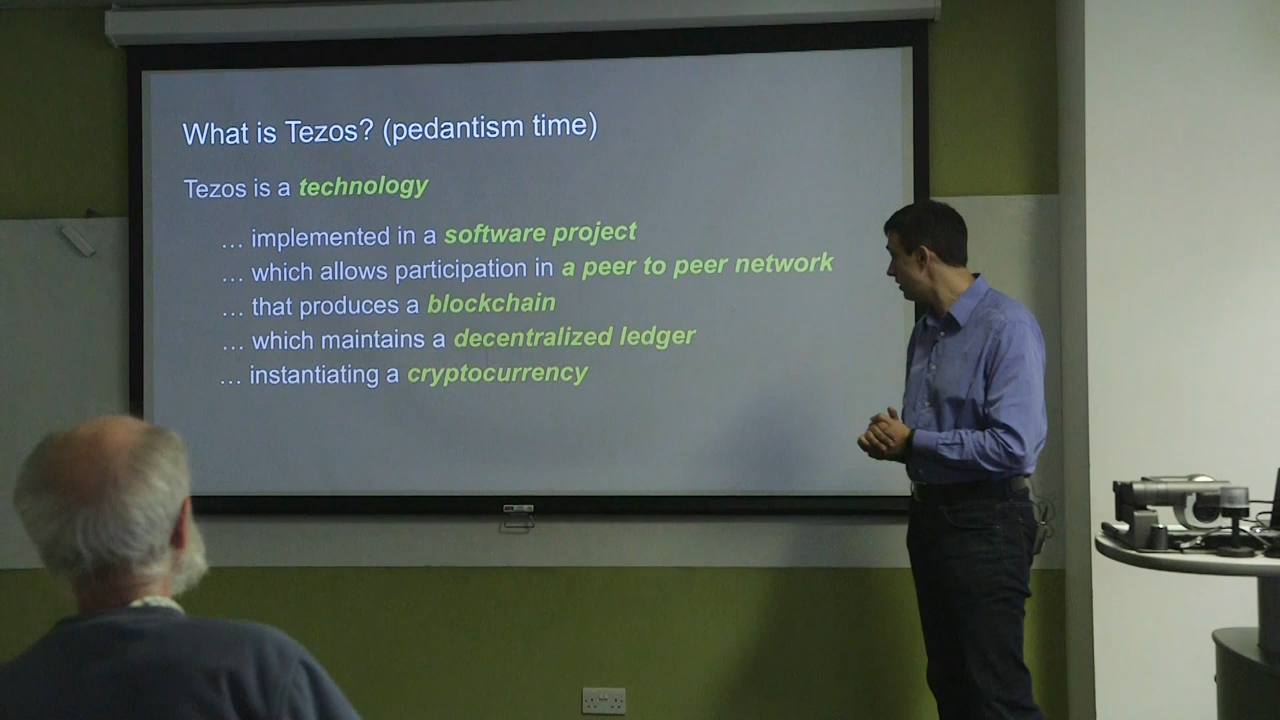 What is Tezos? (pedantism time)
Tezos is a technology
… implemented in a software project
… which allows participation in a peer to peer network
… that produces a blockchain
… which maintains a decentralized ledger
… instantiating a cryptocurrency